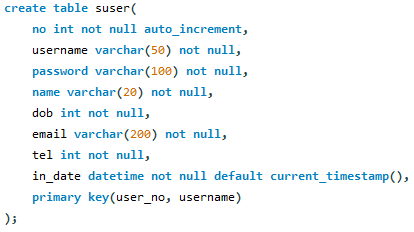 create table suser(
no int not null auto_increment,
username varchar(50) not null,
password varchar(100) not null,
name varchar(20) not null,
dob int not null,
email varchar(200) not null,
tel int not null,
in_date datetime not null default current_timestamp(),
primary key(user_no, username)
);